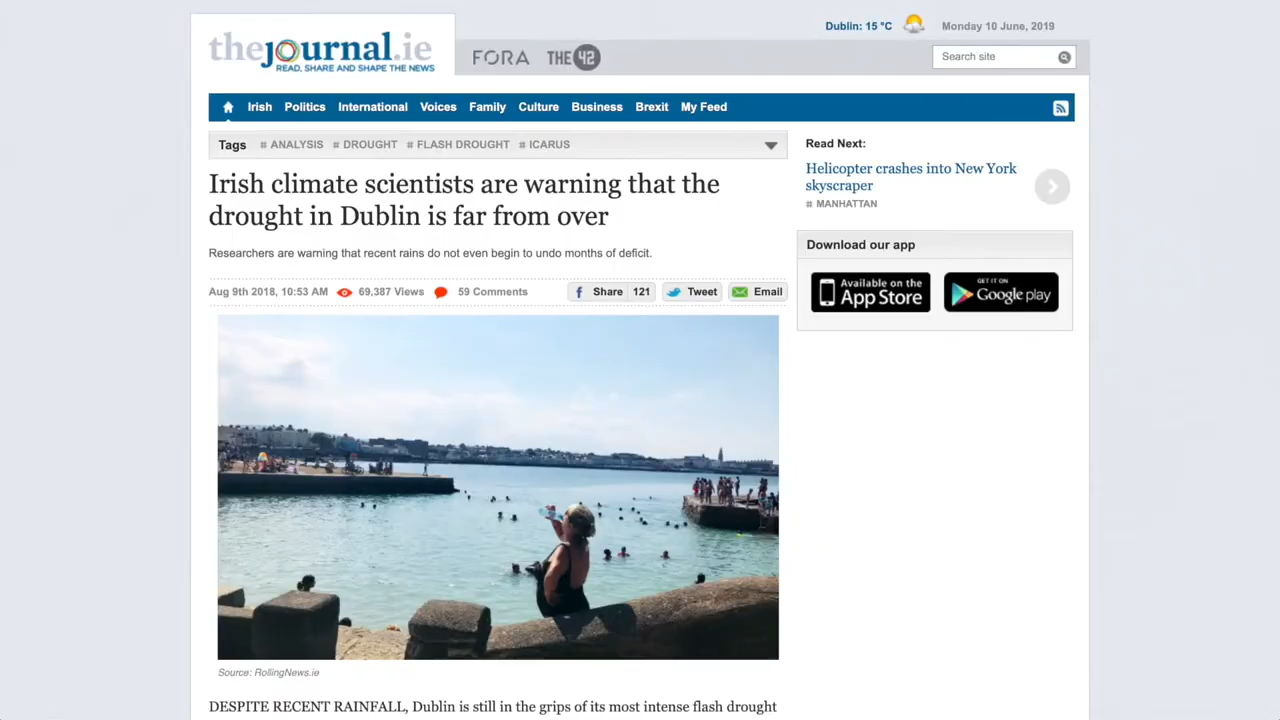 Dublin: 15 °C
Monday 10 June, 2019
thejournal.ie
READ, SHARE AND SHAPE THE NEWS
FORA THE 42
Search site
Irish Politics International Voices Family Culture Business Brexit My Feed
Tags # ANALYSIS # DROUGHT # FLASH DROUGHT # ICARUS
Irish climate scientists are warning that the
drought in Dublin is far from over
Researchers are warning that recent rains do not even begin to undo months of deficit.
Aug 9th 2018, 10:53 AM 69,387 Views 59 Comments Share 121 Tweet Email
Source: RollingNews.ie
DESPITE RECENT RAINFALL, Dublin is still in the grips of its most intense flash drought
Read Next:
Helicopter crashes into New York
skyscraper
# MANHATTAN
Download our app
Available on the
App Store
GET IT ON
Google play